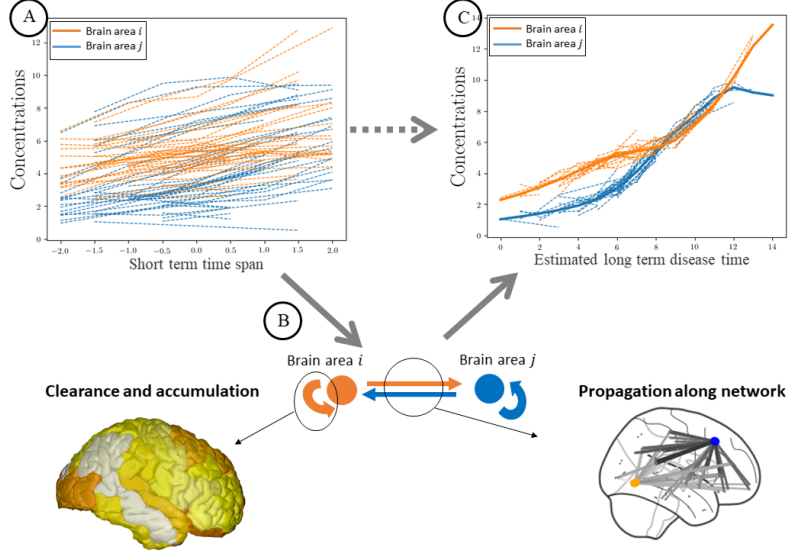 A
Brain area i
Brain area j
12
10
8
6
4
2
0
Concentrations
-2.0 -1.5 -1.0 -0.5 0.0 0.5 1.0 1.5 2.0
Short term time span
C
Brain area i
Brain area j
14
12
10
8
6
4
2
0
Concentrations
0 2 4 6 8 10 12 14
Estimated long term disease time
B
Brain area i
Brain area j
Clearance and accumulation
Propagation along network